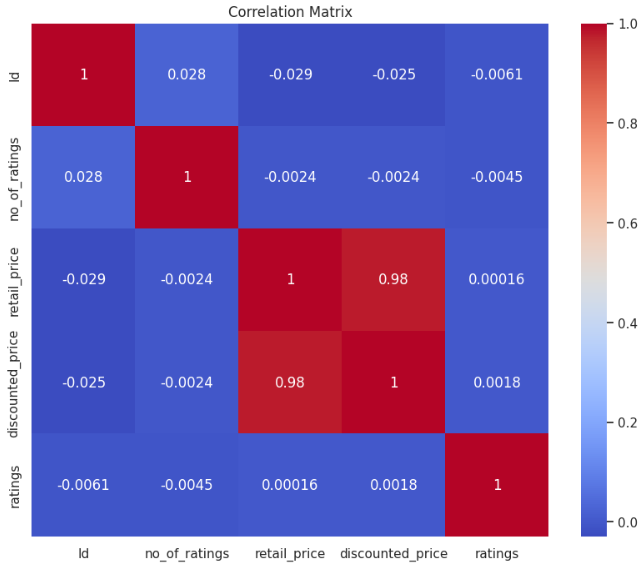 Correlation Matrix
Id 1 0.028 -0.029 -0.025 -0.0061
no_of_ratings 0.028 1 -0.0024 -0.0024 -0.0045
retail_price -0.029 -0.0024 1 0.98 0.00016
discounted_price -0.025 -0.0024 0.98 1 0.0018
ratings -0.0061 -0.0045 0.00016 0.0018 1
Id no_of_ratings retail_price discounted_price ratings
1.0
0.8
0.6
0.4
0.2
0.0